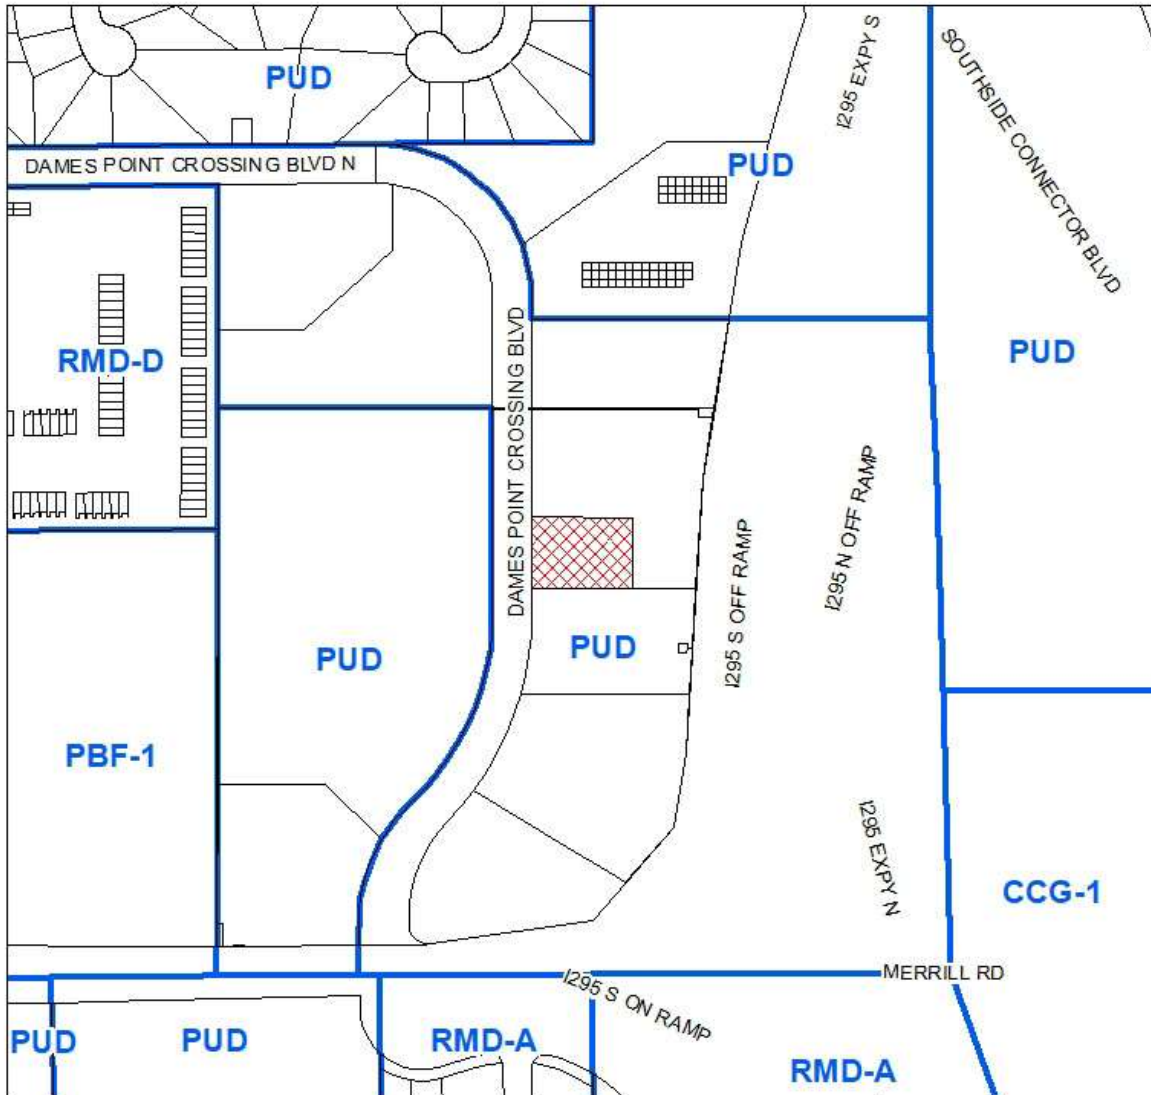 PUD
I295 EXPY S
SOUTHSIDE CONNECTOR BLVD
DAMES POINT CROSSING BLVD N
PUD
RMD-D
PUD
DAMES POINT CROSSING BLVD
I295 N OFF RAMP
I295 S OFF RAMP
PUD
PUD
PBF-1
I295 EXPY N
CCG-1
MERRILL RD
I295 S ON RAMP
PUD
PUD
RMD-A
RMD-A